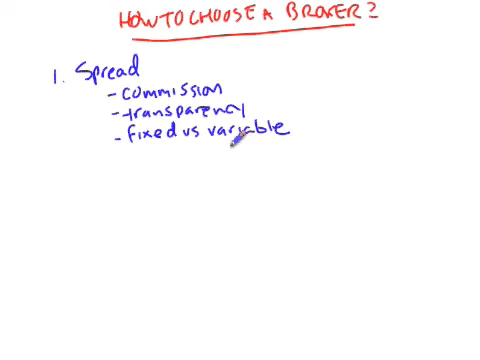 HOW TO CHOOSE A BROKER?
1. Spread
- commission
- transparency
- fixed vs variable